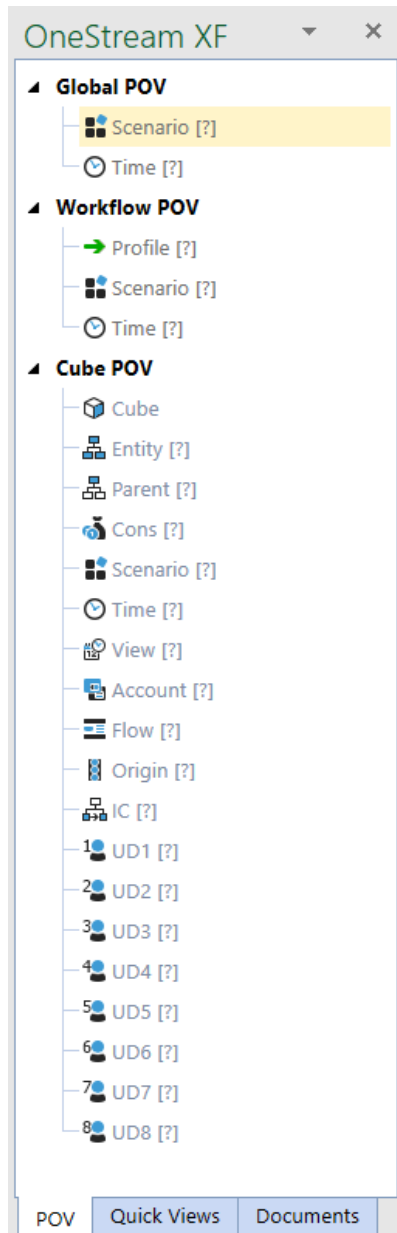 OneStream XF
Global POV
Scenario [?]
Time [?]
Workflow POV
Profile [?]
Scenario [?]
Time [?]
Cube POV
Cube
Entity [?]
Parent [?]
Cons [?]
Scenario [?]
Time [?]
12 View [?]
Account [?]
Flow [?]
Origin [?]
IC [?]
1 UD1 [?]
2 UD2 [?]
3 UD3 [?]
4 UD4 [?]
5 UD5 [?]
6 UD6 [?]
7 UD7 [?]
8 UD8 [?]
POV Quick Views Documents